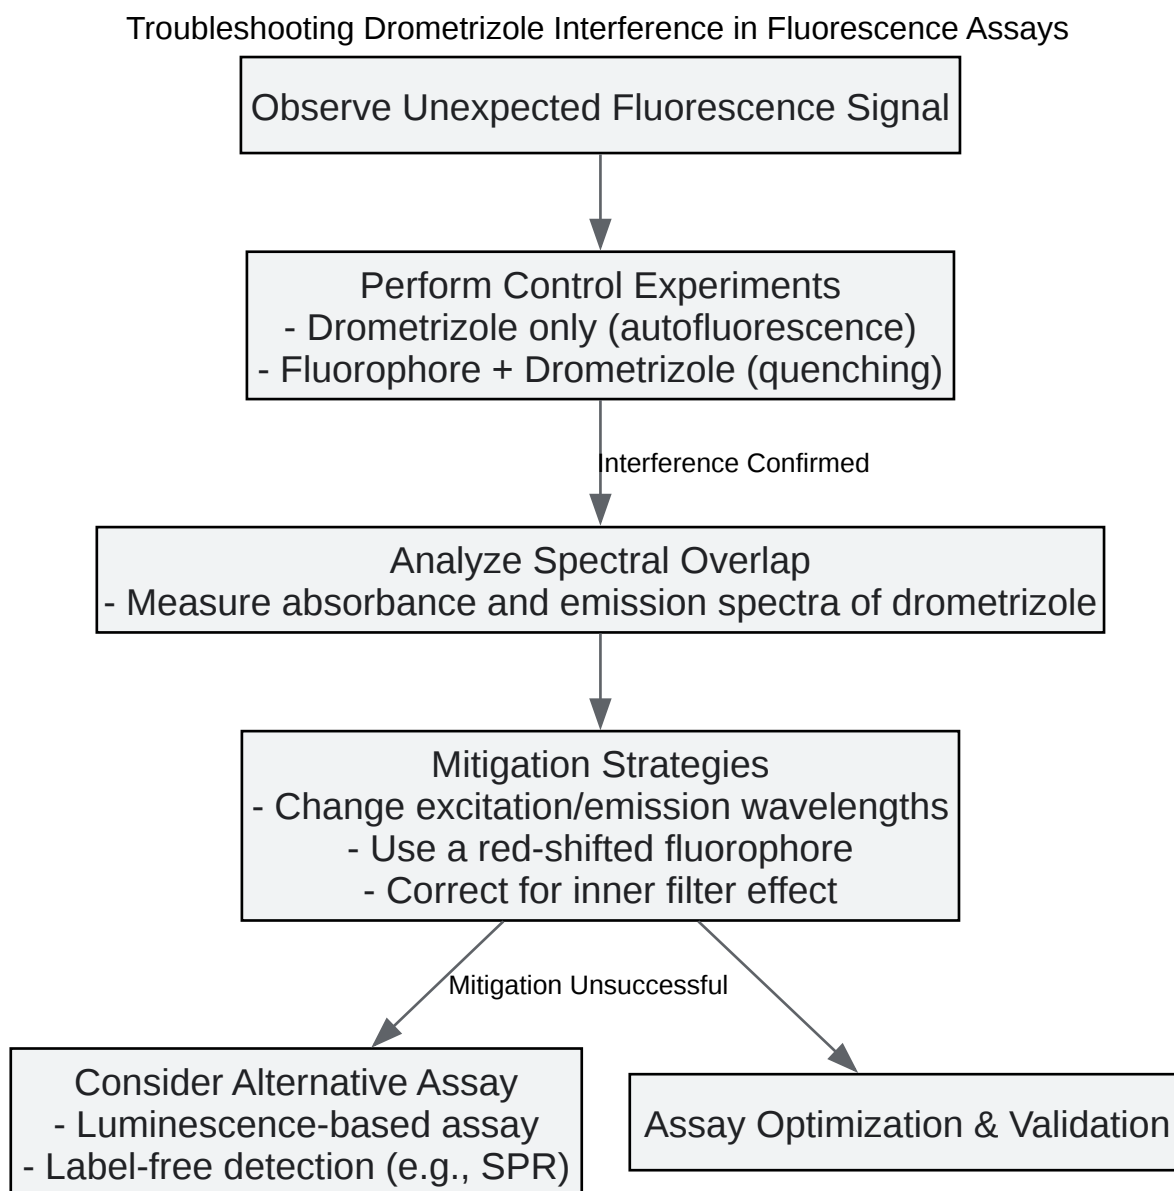 Troubleshooting Drometrizole Interference in Fluorescence Assays
Observe Unexpected Fluorescence Signal
Perform Control Experiments
- Drometrizole only (autofluorescence)
- Fluorophore + Drometrizole (quenching)
Interference Confirmed
Analyze Spectral Overlap
- Measure absorbance and emission spectra of drometrizole
Mitigation Strategies
- Change excitation/emission wavelengths
- Use a red-shifted fluorophore
- Correct for inner filter effect
Mitigation Unsuccessful
Consider Alternative Assay
- Luminescence-based assay
- Label-free detection (e.g., SPR)
Assay Optimization & Validation